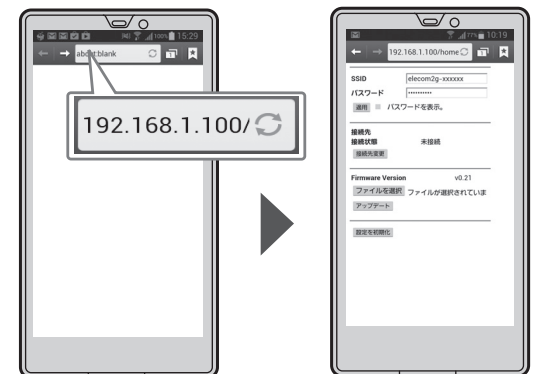 100% 15:29
about:blank
192.168.1.100/
77% 10:19
192.168.1.100/home
SSID
elecom2g-xxxxxx
パスワード
••••••••••
適用 パスワードを表示。
接続先
接続状態 未接続
接続先変更
Firmware Version v0.21
ファイルを選択 ファイルが選択されていま
アップデート
設定を初期化